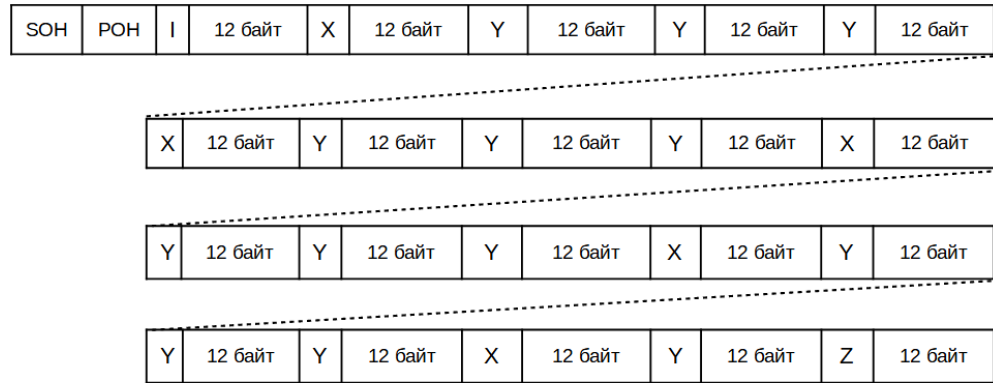 SOH POH I 12 байт X 12 байт Y 12 байт Y 12 байт Y 12 байт
X 12 байт Y 12 байт Y 12 байт Y 12 байт X 12 байт
Y 12 байт Y 12 байт Y 12 байт X 12 байт Y 12 байт
Y 12 байт Y 12 байт X 12 байт Y 12 байт Z 12 байт